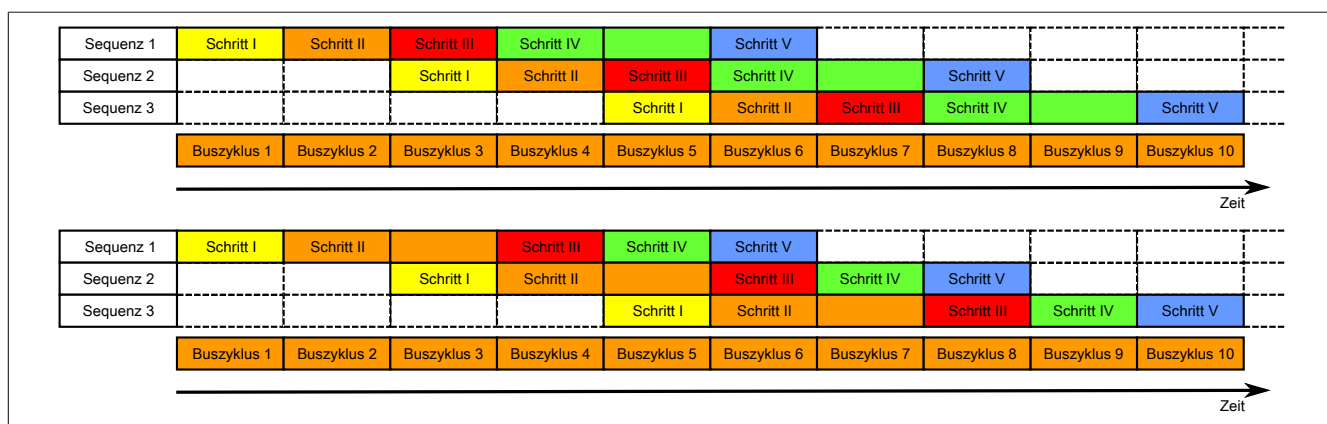 Sequenz 1 Schritt I Schritt II Schritt III Schritt IV Schritt V
Sequenz 2 Schritt I Schritt II Schritt III Schritt IV Schritt V
Sequenz 3 Schritt I Schritt II Schritt III Schritt IV Schritt V
Buszyklus 1 Buszyklus 2 Buszyklus 3 Buszyklus 4 Buszyklus 5 Buszyklus 6 Buszyklus 7 Buszyklus 8 Buszyklus 9 Buszyklus 10
Zeit
Sequenz 1 Schritt I Schritt II Schritt III Schritt IV Schritt V
Sequenz 2 Schritt I Schritt II Schritt III Schritt IV Schritt V
Sequenz 3 Schritt I Schritt II Schritt III Schritt IV Schritt V
Buszyklus 1 Buszyklus 2 Buszyklus 3 Buszyklus 4 Buszyklus 5 Buszyklus 6 Buszyklus 7 Buszyklus 8 Buszyklus 9 Buszyklus 10
Zeit